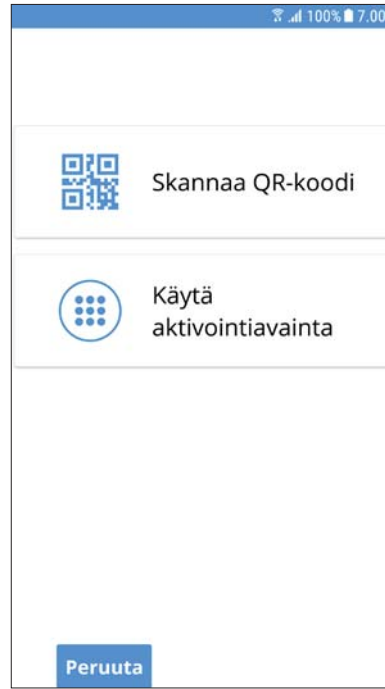 100% 7.00
Skannaa QR-koodi
Käytä
aktivointiavainta
Peruuta